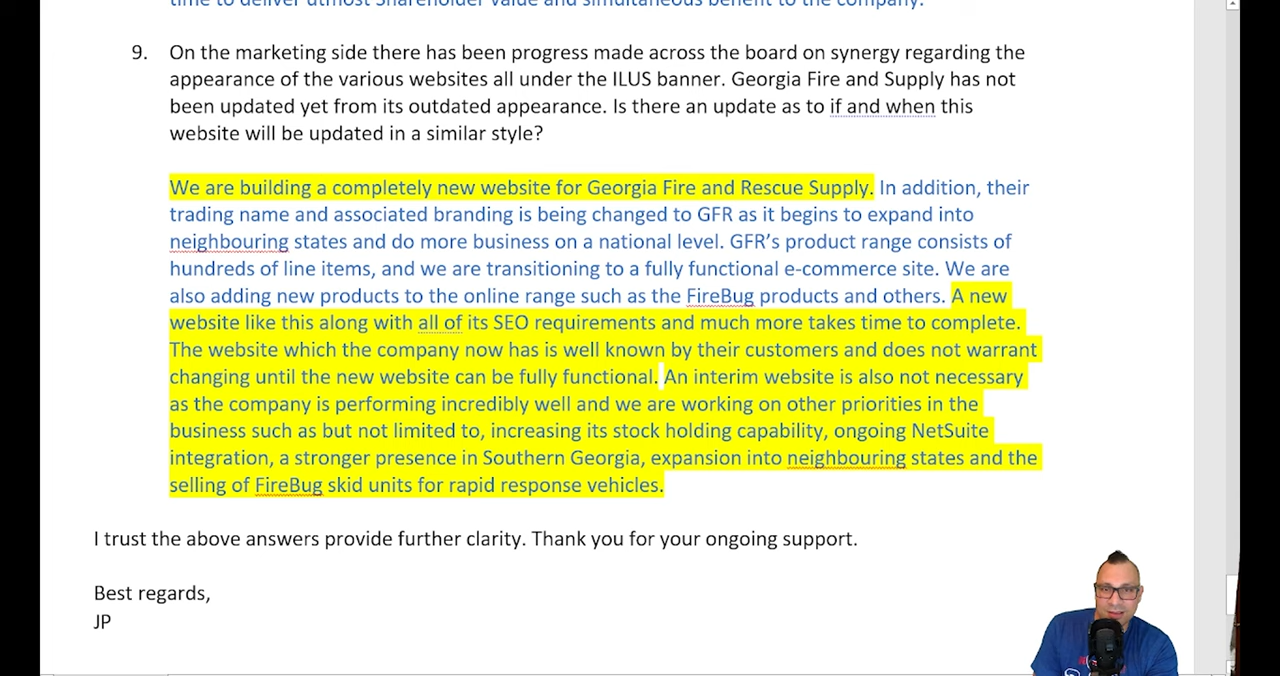 time to deliver utmost Shareholder value and simultaneous benefit to the company.
9. On the marketing side there has been progress made across the board on synergy regarding the
appearance of the various websites all under the ILUS banner. Georgia Fire and Supply has not
been updated yet from its outdated appearance. Is there an update as to if and when this
website will be updated in a similar style?
We are building a completely new website for Georgia Fire and Rescue Supply. In addition, their
trading name and associated branding is being changed to GFR as it begins to expand into
neighbouring states and do more business on a national level. GFR's product range consists of
hundreds of line items, and we are transitioning to a fully functional e-commerce site. We are
also adding new products to the online range such as the FireBug products and others. A new
website like this along with all of its SEO requirements and much more takes time to complete.
The website which the company now has is well known by their customers and does not warrant
changing until the new website can be fully functional. An interim website is also not necessary
as the company is performing incredibly well and we are working on other priorities in the
business such as but not limited to, increasing its stock holding capability, ongoing NetSuite
integration, a stronger presence in Southern Georgia, expansion into neighbouring states and the
selling of FireBug skid units for rapid response vehicles.
I trust the above answers provide further clarity. Thank you for your ongoing support.
Best regards,
JP